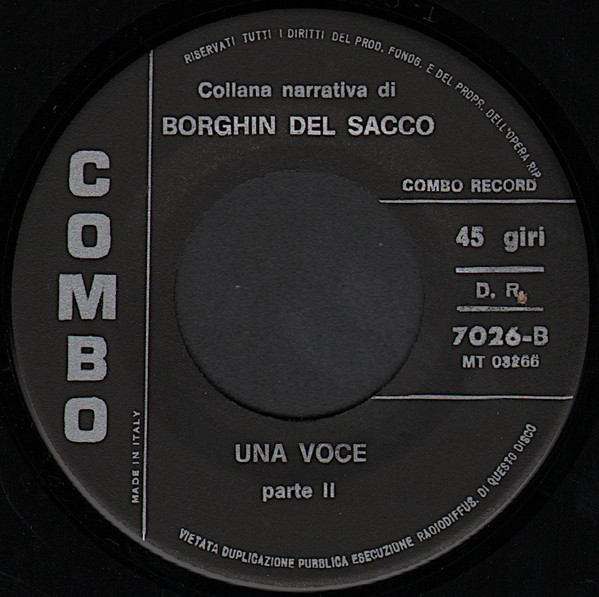 RISERVATI TUTTI I DIRITTI DEL PROD. FONOG. E DEL PROPR. DELL'OPERA RIP.
Collana narrativa di
BORGHIN DEL SACCO
COMBO RECORD
COMBO
45 giri
D. R.
7026-B
MT 03266
MADE IN ITALY
UNA VOCE
parte II
VIETATA DUPLICAZIONE PUBBLICA ESECUZIONE RADIODIFFUS. DI QUESTO DISCO